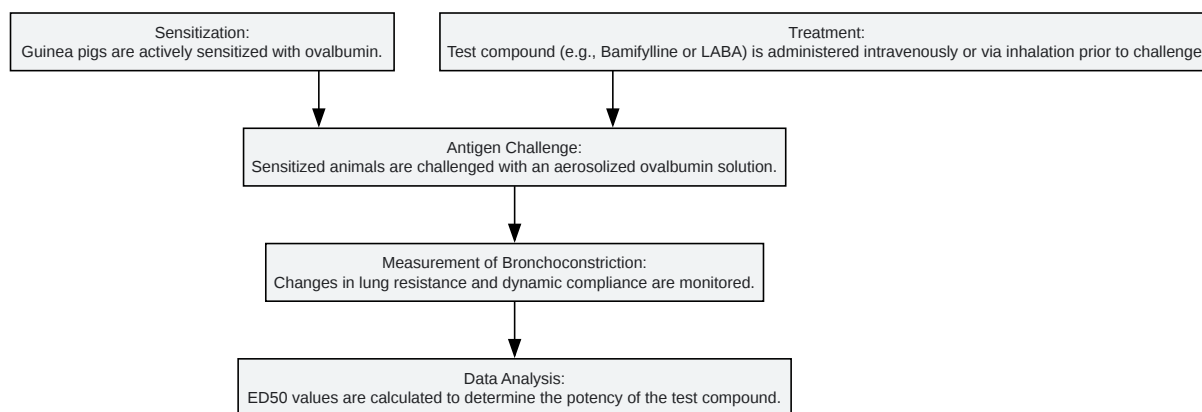 Sensitization:
Guinea pigs are actively sensitized with ovalbumin.
Treatment:
Test compound (e.g., Bamifylline or LABA) is administered intravenously or via inhalation prior to challenge
Antigen Challenge:
Sensitized animals are challenged with an aerosolized ovalbumin solution.
Measurement of Bronchoconstriction:
Changes in lung resistance and dynamic compliance are monitored.
Data Analysis:
ED50 values are calculated to determine the potency of the test compound.